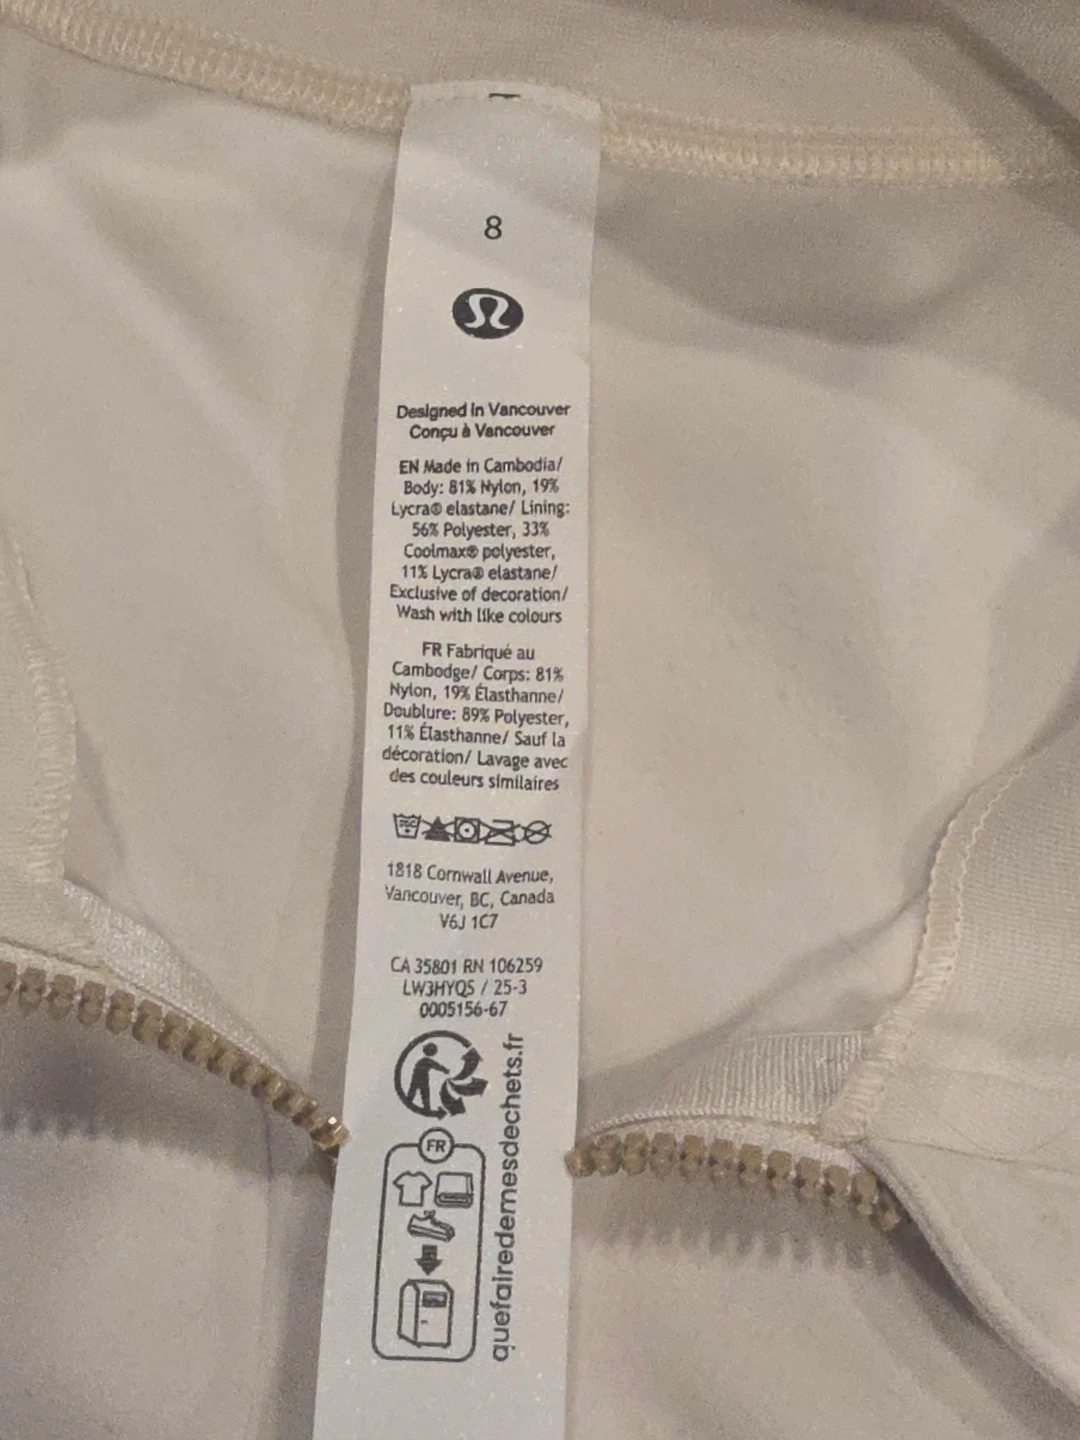 8
Designed in Vancouver
Conçu à Vancouver
EN Made in Cambodia/
Body: 81% Nylon, 19%
Lycra® elastane/ Lining:
56% Polyester, 33%
Coolmax® polyester,
11% Lycra® elastane/
Exclusive of decoration/
Wash with like colours
FR Fabriqué au
Cambodge/ Corps: 81%
Nylon, 19% Élasthanne/
Doublure: 89% Polyester,
11% Élasthanne/ Sauf la
décoration/ Lavage avec
des couleurs similaires
1818 Cornwall Avenue,
Vancouver, BC, Canada
V6J 1C7
CA 35801 RN 106259
LW3HYQS / 25-3
0005156-67
FR
quefairedemesdechets.fr